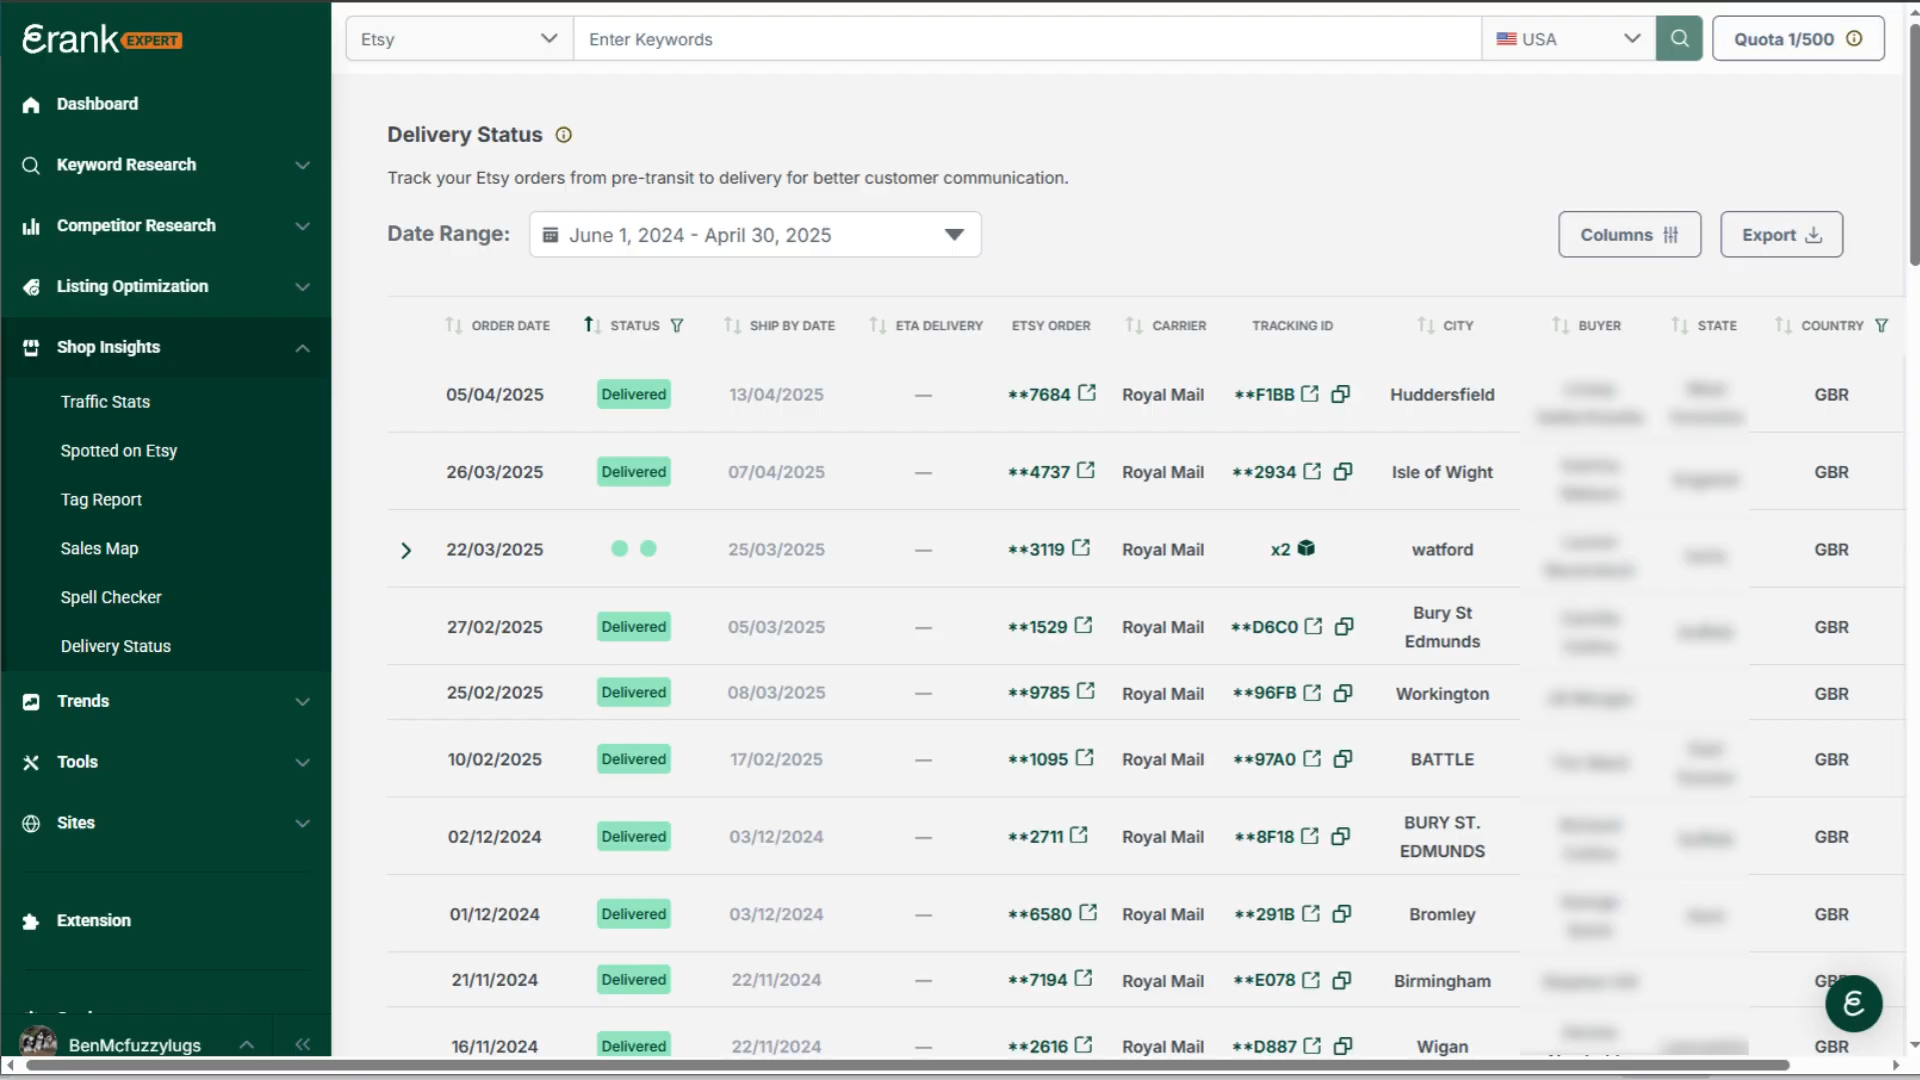 Erank EXPERT
Etsy
Enter Keywords
USA
Quota 1/500
Dashboard
Keyword Research
Competitor Research
Listing Optimization
Shop Insights
Traffic Stats
Spotted on Etsy
Tag Report
Sales Map
Spell Checker
Delivery Status
Trends
Tools
Sites
Extension
BenMcfuzzylugs
Delivery Status
Track your Etsy orders from pre-transit to delivery for better customer communication.
Date Range: June 1, 2024 - April 30, 2025
Columns Export
ORDER DATE STATUS SHIP BY DATE ETA DELIVERY ETSY ORDER CARRIER TRACKING ID CITY BUYER STATE COUNTRY
05/04/2025 Delivered 13/04/2025 — **7684 Royal Mail **F1BB Huddersfield GBR
26/03/2025 Delivered 07/04/2025 — **4737 Royal Mail **2934 Isle of Wight GBR
22/03/2025 25/03/2025 — **3119 Royal Mail x2 watford GBR
27/02/2025 Delivered 05/03/2025 — **1529 Royal Mail **D6C0 Bury St Edmunds GBR
25/02/2025 Delivered 08/03/2025 — **9785 Royal Mail **96FB Workington GBR
10/02/2025 Delivered 17/02/2025 — **1095 Royal Mail **97A0 BATTLE GBR
02/12/2024 Delivered 03/12/2024 — **2711 Royal Mail **8F18 BURY ST. EDMUNDS GBR
01/12/2024 Delivered 03/12/2024 — **6580 Royal Mail **291B Bromley GBR
21/11/2024 Delivered 22/11/2024 — **7194 Royal Mail **E078 Birmingham
16/11/2024 Delivered 22/11/2024 — **2616 Royal Mail **D887 Wigan GBR